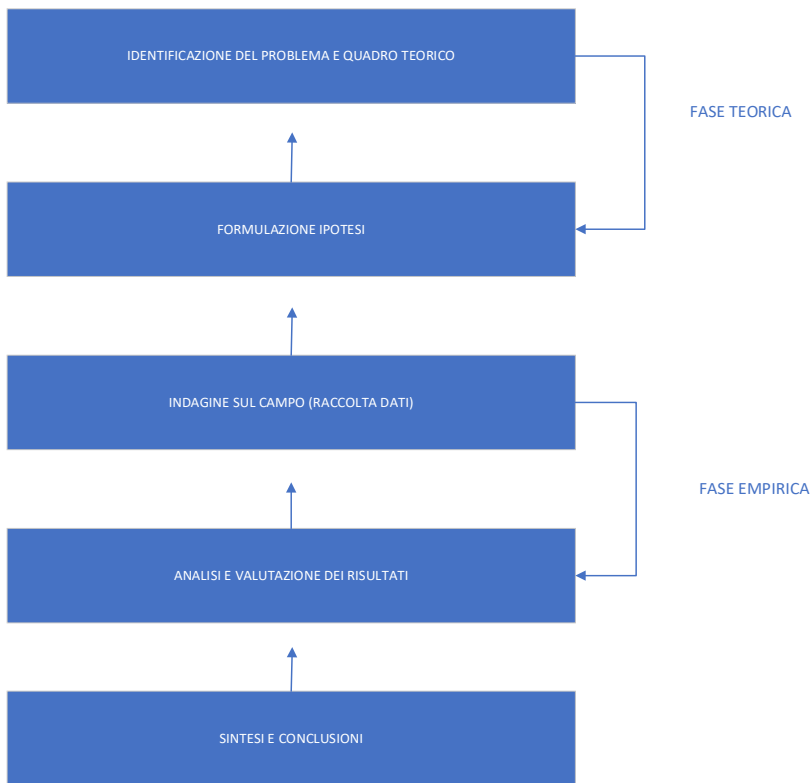 IDENTIFICAZIONE DEL PROBLEMA E QUADRO TEORICO
FASE TEORICA
FORMULAZIONE IPOTESI
INDAGINE SUL CAMPO (RACCOLTA DATI)
FASE EMPIRICA
ANALISI E VALUTAZIONE DEI RISULTATI
SINTESI E CONCLUSIONI